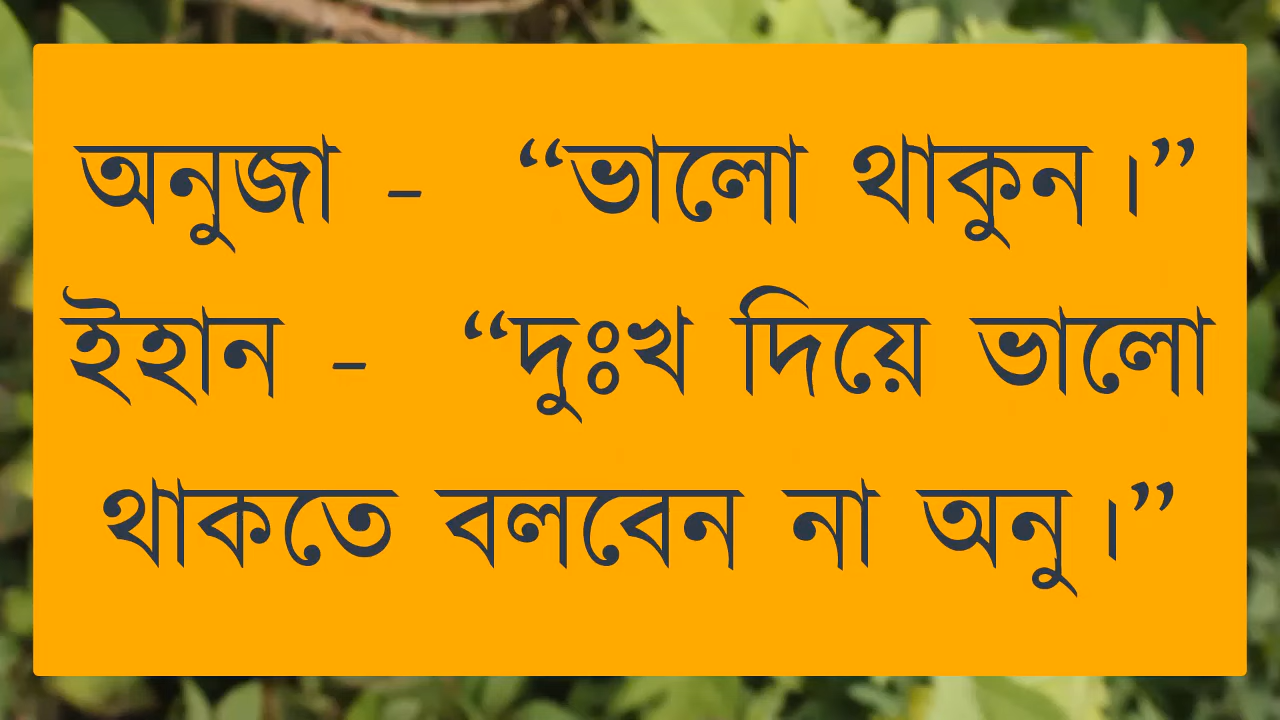 অনুজা - “ভালো থাকুন।”
ইহান - “দুঃখ দিয়ে ভালো
থাকতে বলবেন না অনু।”